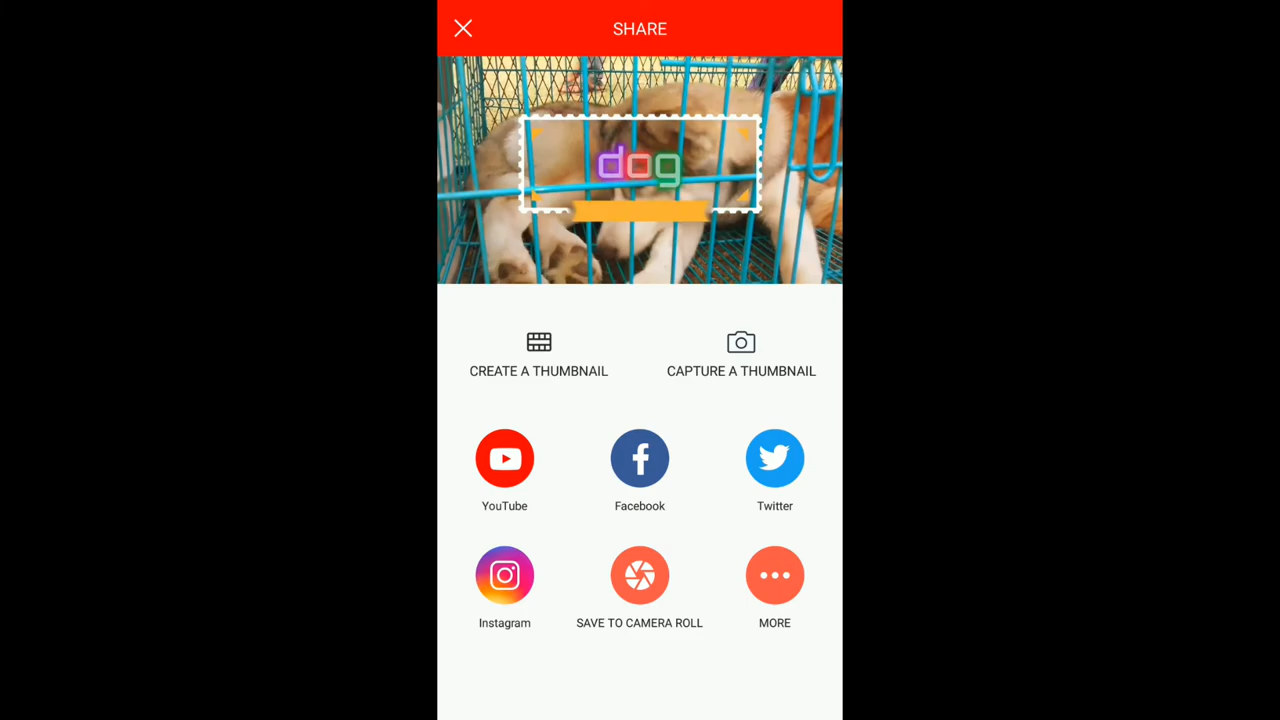 SHARE
dog
CREATE A THUMBNAIL
CAPTURE A THUMBNAIL
YouTube
Facebook
Twitter
Instagram
SAVE TO CAMERA ROLL
MORE